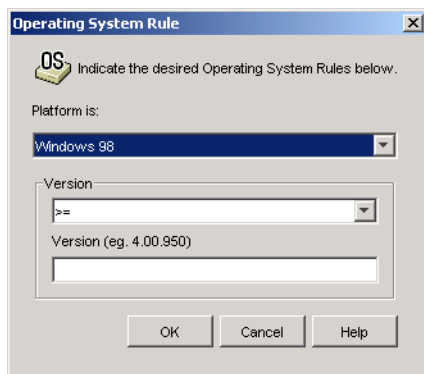 Operating System Rule
OS
Indicate the desired Operating System Rules below.
Platform is:
Windows 98
Version
>=
Version (eg. 4.00.950)
OK Cancel Help